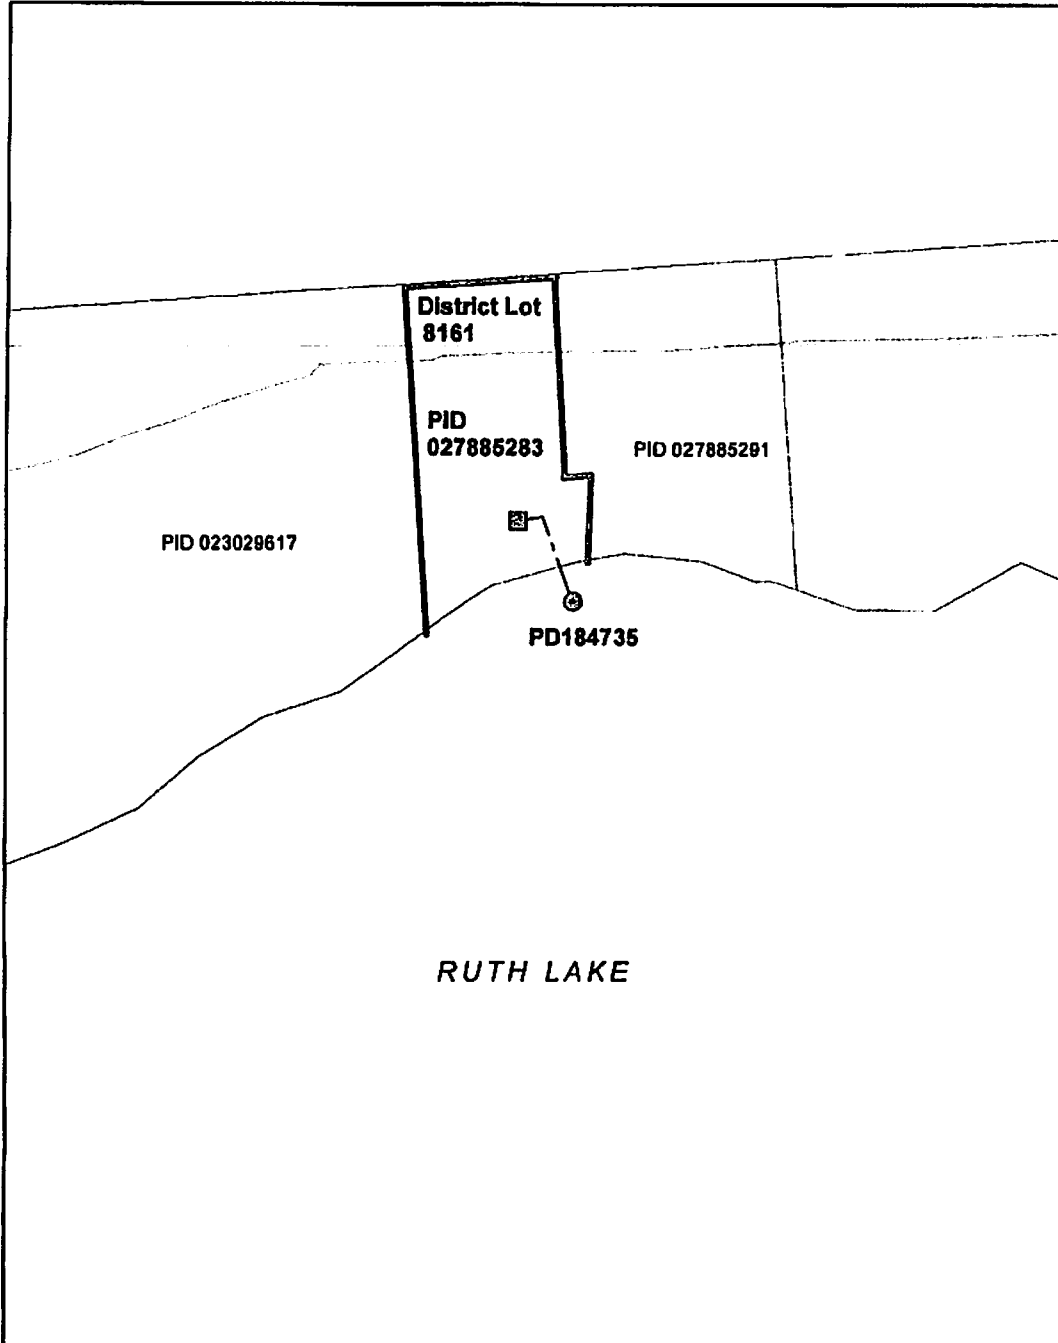 District Lot
8161
PID
027885283
PID 027885291
PID 023029617
PD184735
RUTH LAKE